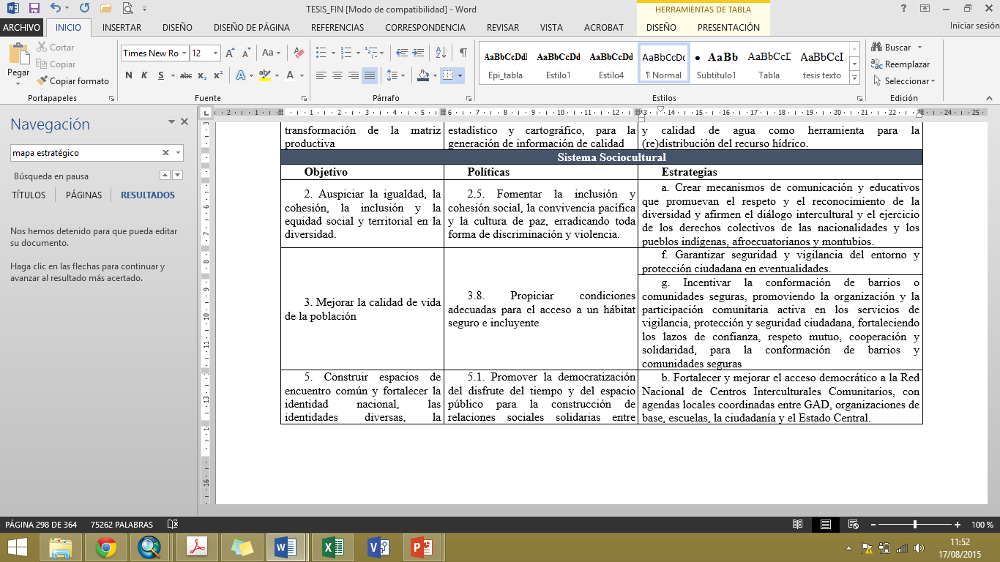 TESIS_FIN [Modo de compatibilidad] - Word
HERRAMIENTAS DE TABLA
ARCHIVO INICIO INSERTAR DISEÑO DISEÑO DE PÁGINA REFERENCIAS CORRESPONDENCIA REVISAR VISTA ACROBAT DISEÑO PRESENTACIÓN Iniciar sesión
Pegar
Cortar
Copiar
Copiar formato
Portapapeles
Times New Ro 12
N K S abc x₂ x²
Fuente
Párrafo
AaBbCcDd AaBbCcDd AaBbCcDd AaBbCcDc AaBb AaBbCcD AaBbCcI
Epi_tabla Estilo1 Estilo4 ¶ Normal Subtitulo1 Tabla tesis texto
Estilos
Buscar
Reemplazar
Seleccionar
Edición
Navegación
mapa estratégico
Búsqueda en pausa
TÍTULOS PÁGINAS RESULTADOS
Nos hemos detenido para que pueda editar
su documento.
Haga clic en las flechas para continuar y
avanzar al resultado más acertado.
transformación de la matriz
productiva
estadístico y cartográfico, para la
generación de información de calidad
y calidad de agua como herramienta para la
(re)distribución del recurso hídrico.
Sistema Sociocultural
Objetivo Políticas Estrategias
2. Auspiciar la igualdad, la
cohesión, la inclusión y la
equidad social y territorial en la
diversidad.
2.5. Fomentar la inclusión y
cohesión social, la convivencia pacífica
y la cultura de paz, erradicando toda
forma de discriminación y violencia.
a. Crear mecanismos de comunicación y educativos
que promuevan el respeto y el reconocimiento de la
diversidad y afirmen el diálogo intercultural y el ejercicio
de los derechos colectivos de las nacionalidades y los
pueblos indígenas, afroecuatorianos y montubios.
3. Mejorar la calidad de vida
de la población
3.8. Propiciar condiciones
adecuadas para el acceso a un hábitat
seguro e incluyente
f. Garantizar seguridad y vigilancia del entorno y
protección ciudadana en eventualidades.
g. Incentivar la conformación de barrios o
comunidades seguras, promoviendo la organización y la
participación comunitaria activa en los servicios de
vigilancia, protección y seguridad ciudadana, fortaleciendo
los lazos de confianza, respeto mutuo, cooperación y
solidaridad, para la conformación de barrios y
comunidades seguras
5. Construir espacios de
encuentro común y fortalecer la
identidad nacional, las
identidades diversas, la
5.1. Promover la democratización
del disfrute del tiempo y del espacio
público para la construcción de
relaciones sociales solidarias entre
b. Fortalecer y mejorar el acceso democrático a la Red
Nacional de Centros Interculturales Comunitarios, con
agendas locales coordinadas entre GAD, organizaciones de
base, escuelas, la ciudadanía y el Estado Central.
PÁGINA 298 DE 364 75262 PALABRAS 100 %
11:52
17/08/2015